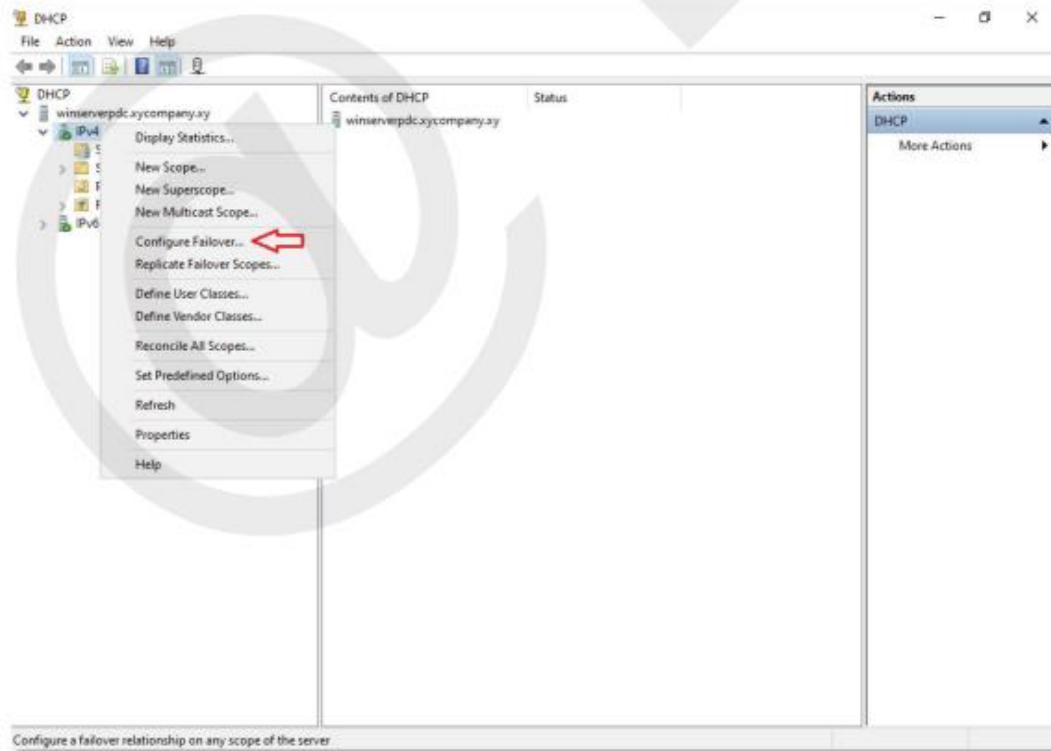 DHCP
File Action View Help
DHCP
winserverpdc.xycompany.xy
IPv4
IPv6
Display Statistics...
New Scope...
New Superscope...
New Multicast Scope...
Configure Failover...
Replicate Failover Scopes...
Define User Classes...
Define Vendor Classes...
Reconcile All Scopes...
Set Predefined Options...
Refresh
Properties
Help
Contents of DHCP Status
winserverpdc.xycompany.xy
Actions
DHCP
More Actions
Configure a failover relationship on any scope of the server